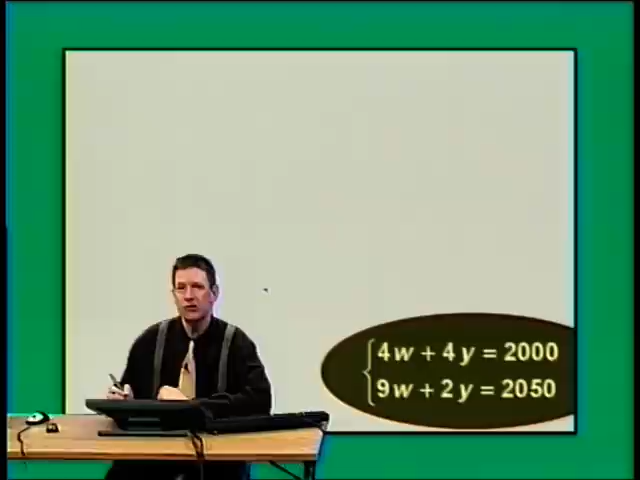 4w + 4y = 2000
9w + 2y = 2050